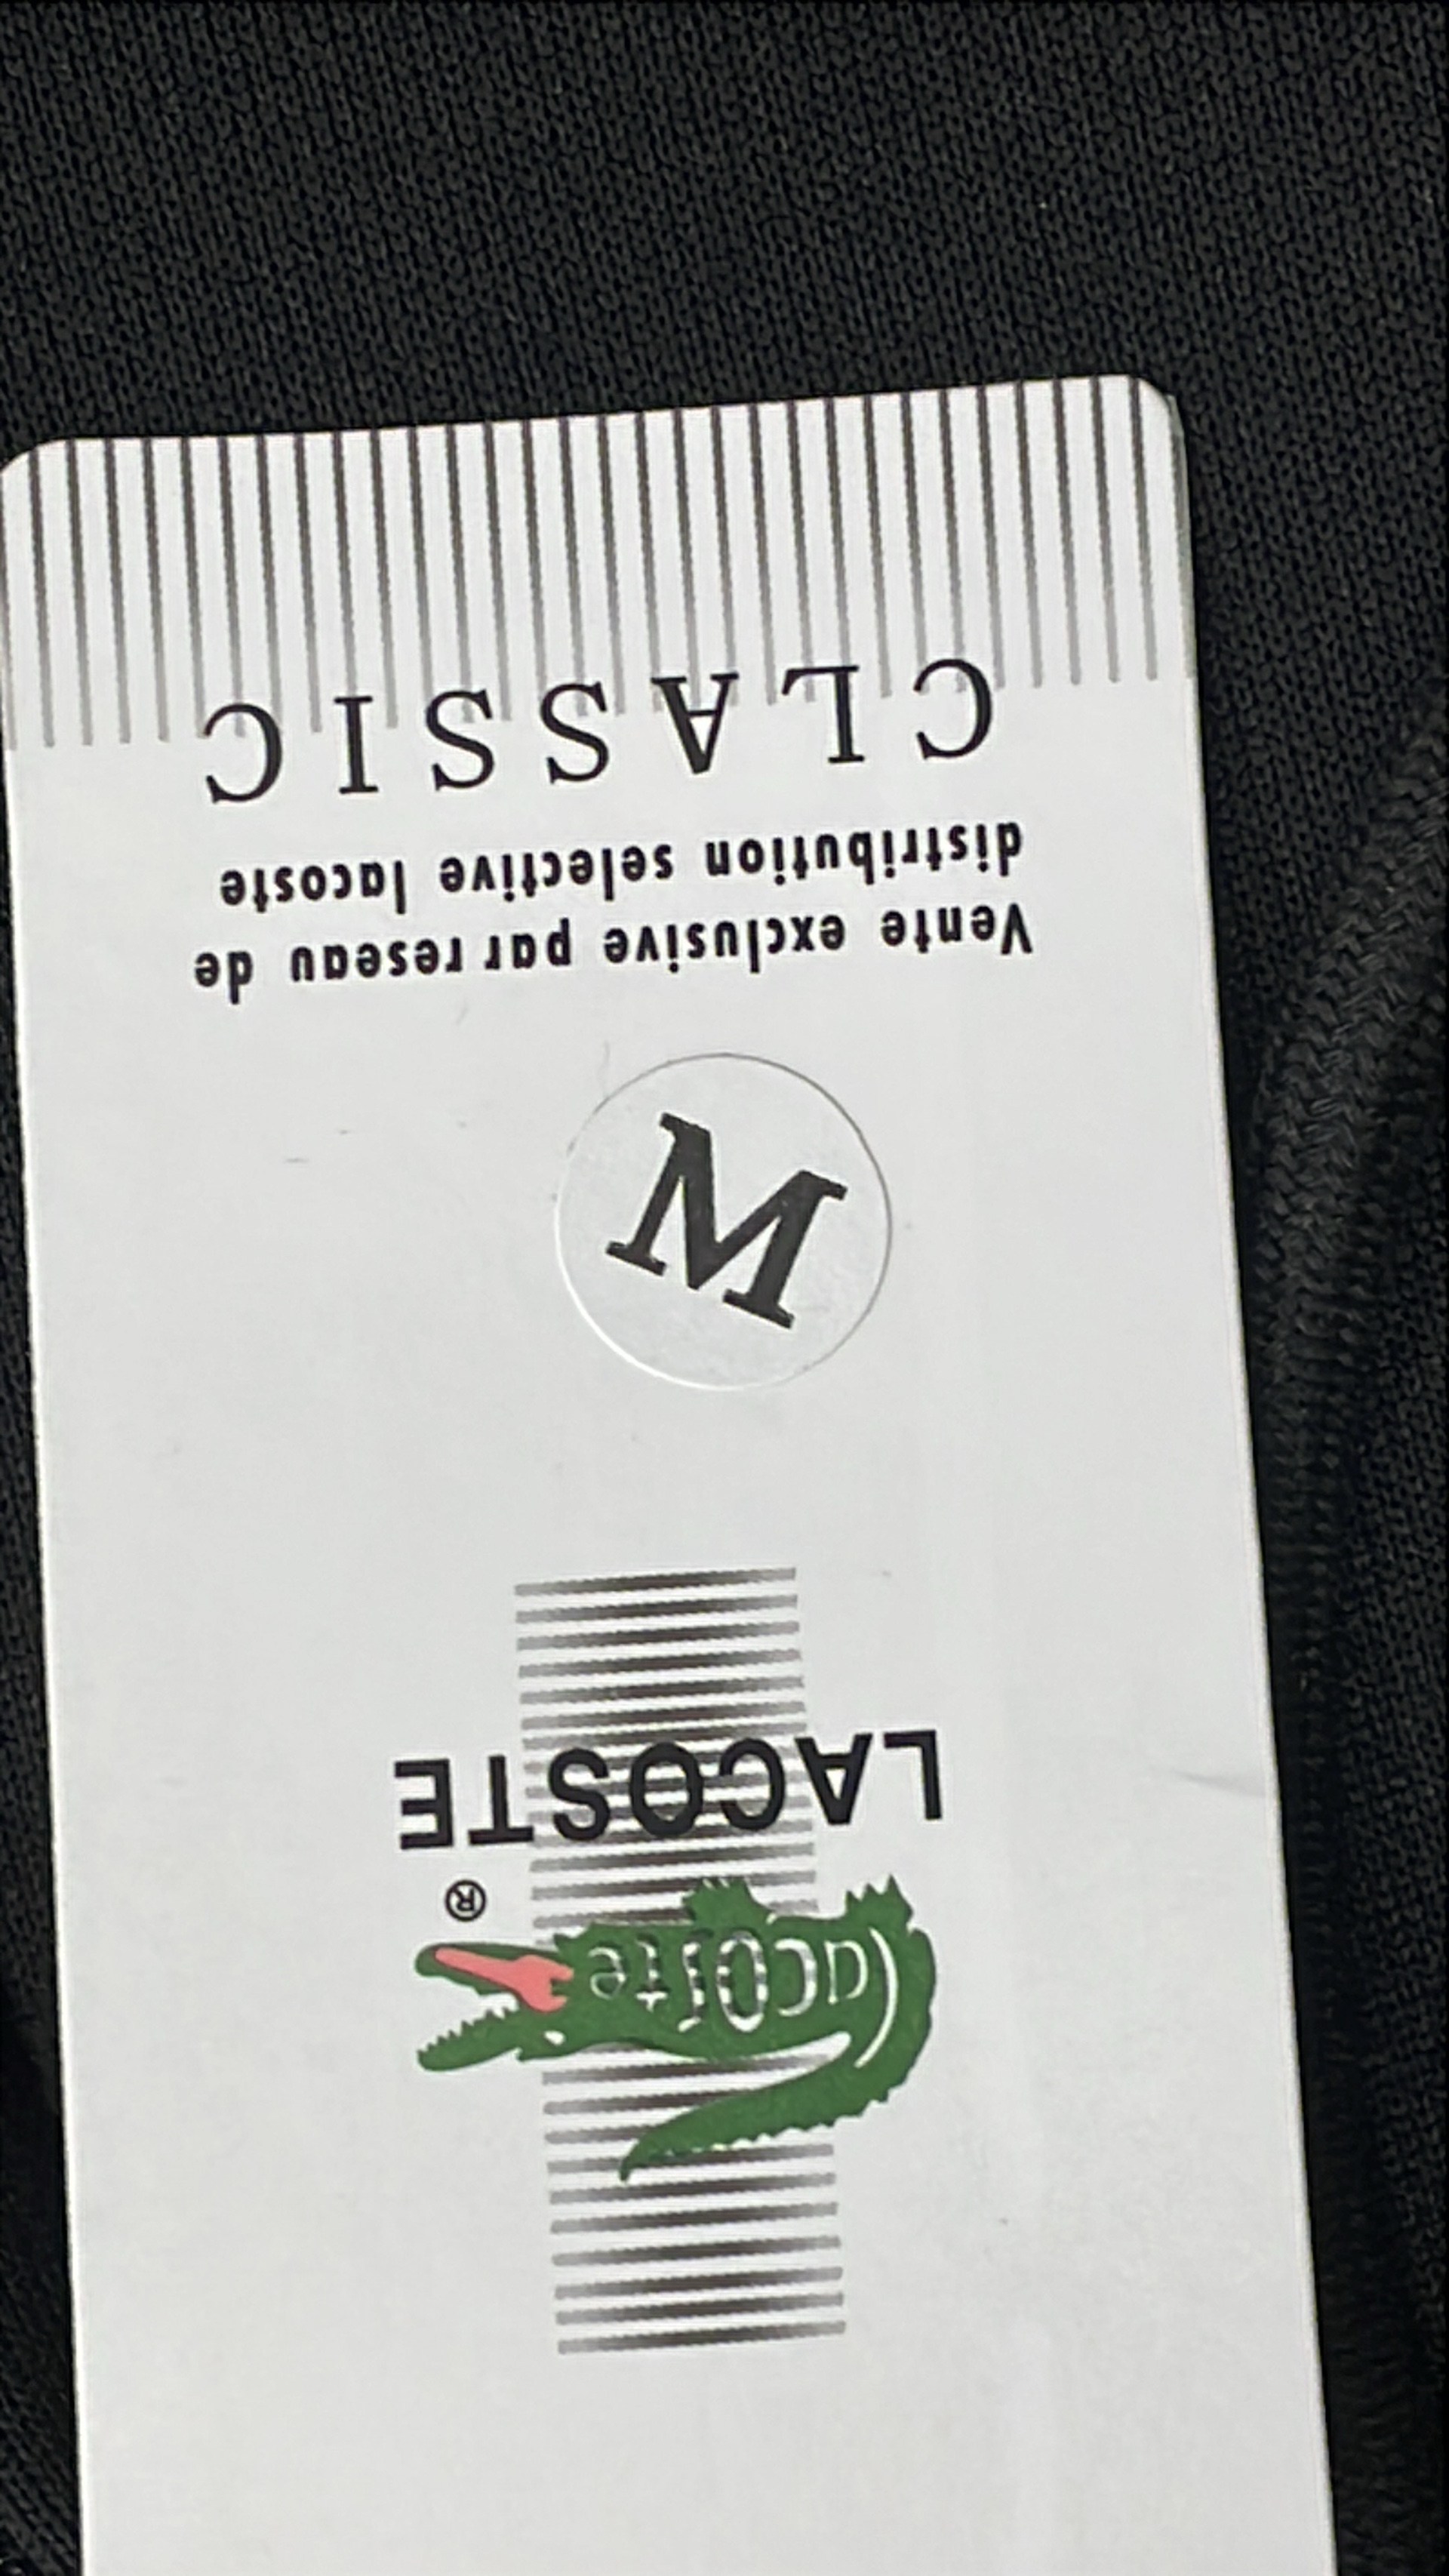 Lacoste
®
LACOSTE
M
Vente exclusive par reseau de
distribution selective lacoste
CLASSIC